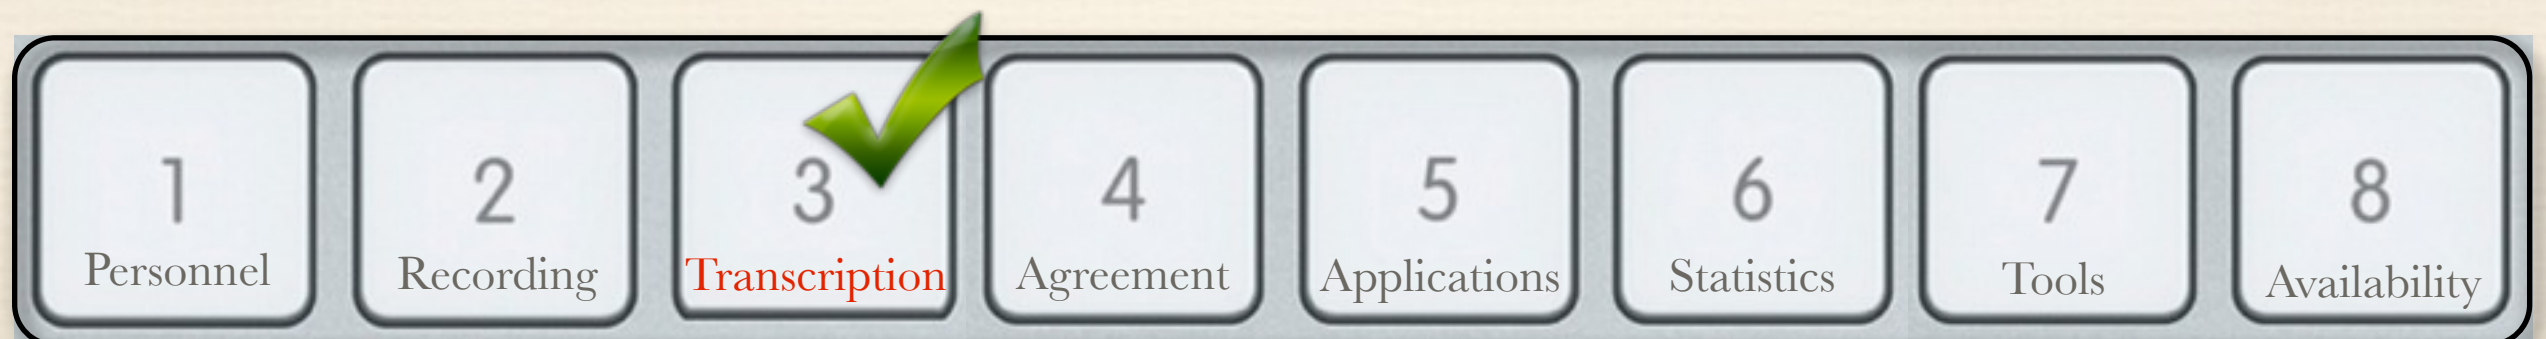 1 2 3 4 5 6 7 8
Personnel Recording Transcription Agreement Applications Statistics Tools Availability